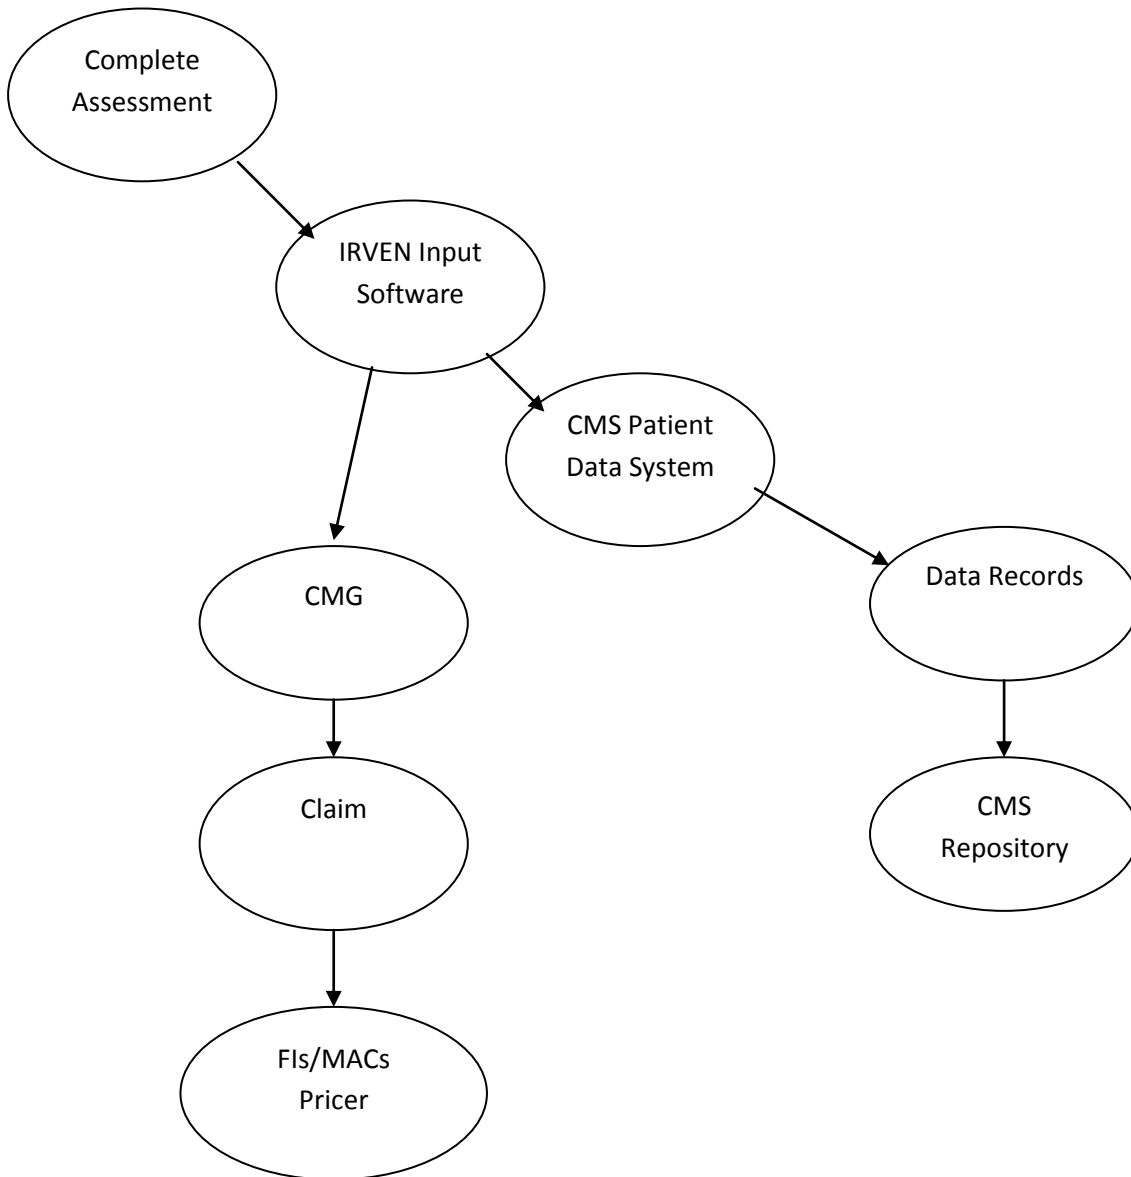 Complete
Assessment
IRVEN Input
Software
CMS Patient
Data System
Data Records
CMG
CMS
Repository
Claim
FIs/MACs
Pricer